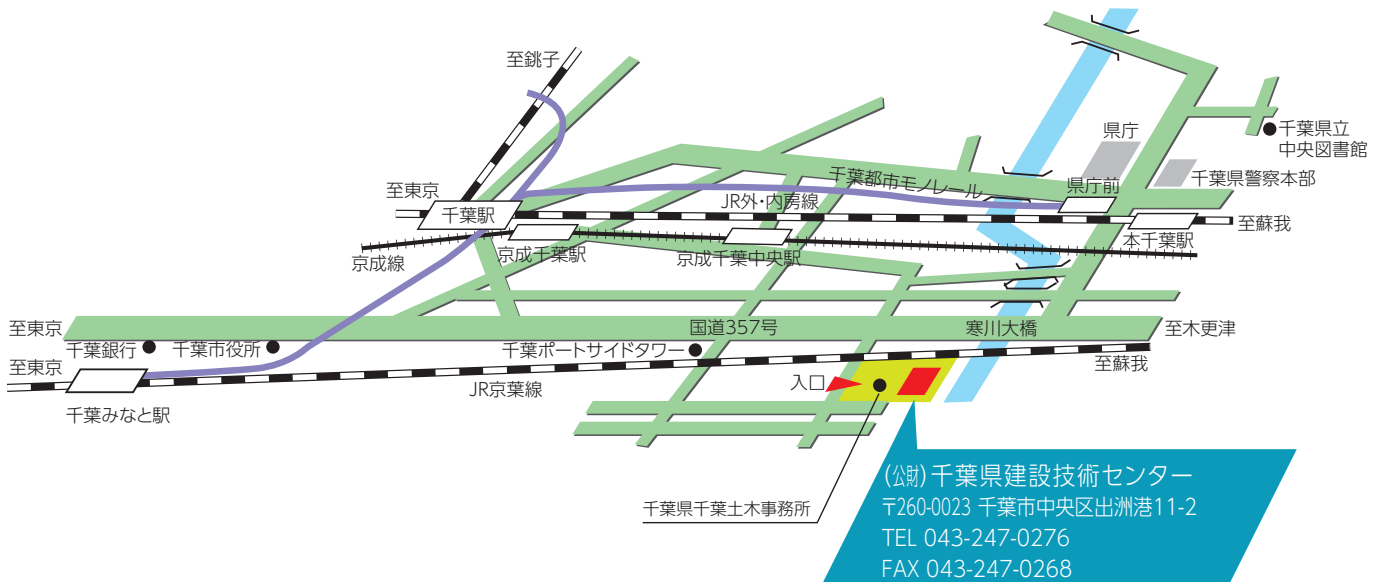 至銚子
県庁
千葉県立
中央図書館
千葉県警察本部
千葉都市モノレール
県庁前
至東京
千葉駅
JR外・内房線
本千葉駅
至蘇我
京成線
京成千葉駅
京成千葉中央駅
至東京
国道357号
寒川大橋
至木更津
千葉銀行
千葉市役所
千葉ポートサイドタワー
至東京
至蘇我
JR京葉線
入口
千葉みなと駅
千葉県千葉土木事務所
(公財)千葉県建設技術センター
〒260-0023 千葉市中央区出洲港11-2
TEL 043-247-0276
FAX 043-247-0268